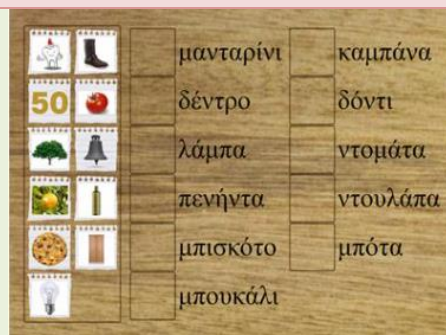 50
μανταρίνι καμπάνα
δέντρο δόντι
λάμπα ντομάτα
πενήντα ντουλάπα
μπισκότο μπότα
μπουκάλι